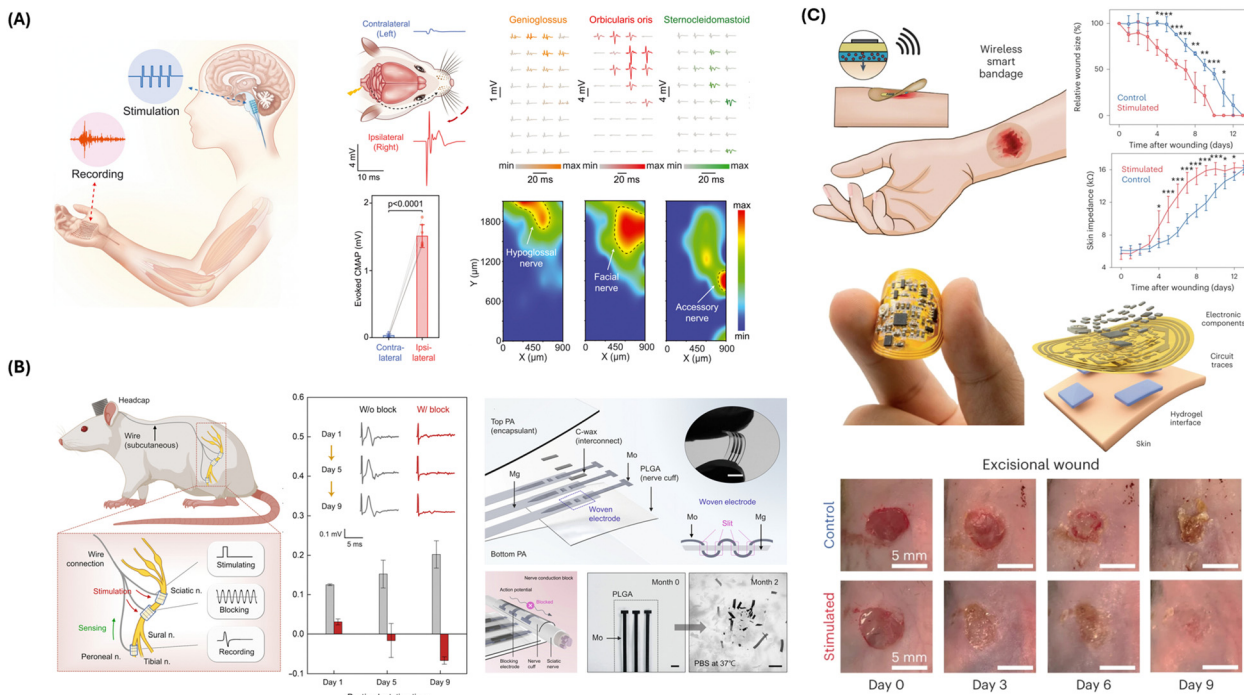 (A)
Stimulation
Recording
Contralateral
(Left)
Ipsilateral
(Right)
4 mV
10 ms
p<0.0001
Evoked CMAP (mV)
2
1
0
Contra-
lateral
Ipsi-
lateral
Genioglossus
Orbicularis oris
Sternocleidomastoid
1 mV
4 mV
4 mV
min max
min max
min max
20 ms
20 ms
20 ms
Y (μm)
1800
1200
600
0
Hypoglossal
nerve
Facial
nerve
Accessory
nerve
0 450 900
X (μm)
0 450 900
X (μm)
0 450 900
X (μm)
max
min
(B)
Headcap
Wire
(subcutaneous)
Wire
connection
Stimulation
Sensing
Sciatic n.
Sural n.
Peroneal n.
Tibial n.
Stimulating
Blocking
Recording
0.6
0.5
0.4
0.3
0.2
0.1
0.0
−0.1
W/o block
W/ block
Day 1
Day 5
Day 9
0.1 mV
5 ms
Day 1
Day 5
Day 9
Top PA
(encapsulant)
C-wax
(interconnect)
Mo
PLGA
(nerve cuff)
Mg
Woven
electrode
Bottom PA
Woven electrode
Mo
Slit
Mg
Nerve conduction block
Action potential
Blocked
Blocking
electrode
Nerve
cuff
Sciatic
nerve
Month 0
PLGA
Mo
Month 2
PBS at 37℃
(C)
Wireless
smart
bandage
Relative wound size (%)
100
50
0
Control
Stimulated
0 4 8 12
Time after wounding (days)
Skin impedance (kΩ)
16
12
8
4
Stimulated
Control
0 4 8 12
Time after wounding (days)
Electronic
components
Circuit
traces
Hydrogel
interface
Skin
Excisional wound
Control
5 mm
Stimulated
5 mm
Day 0
Day 3
Day 6
Day 9